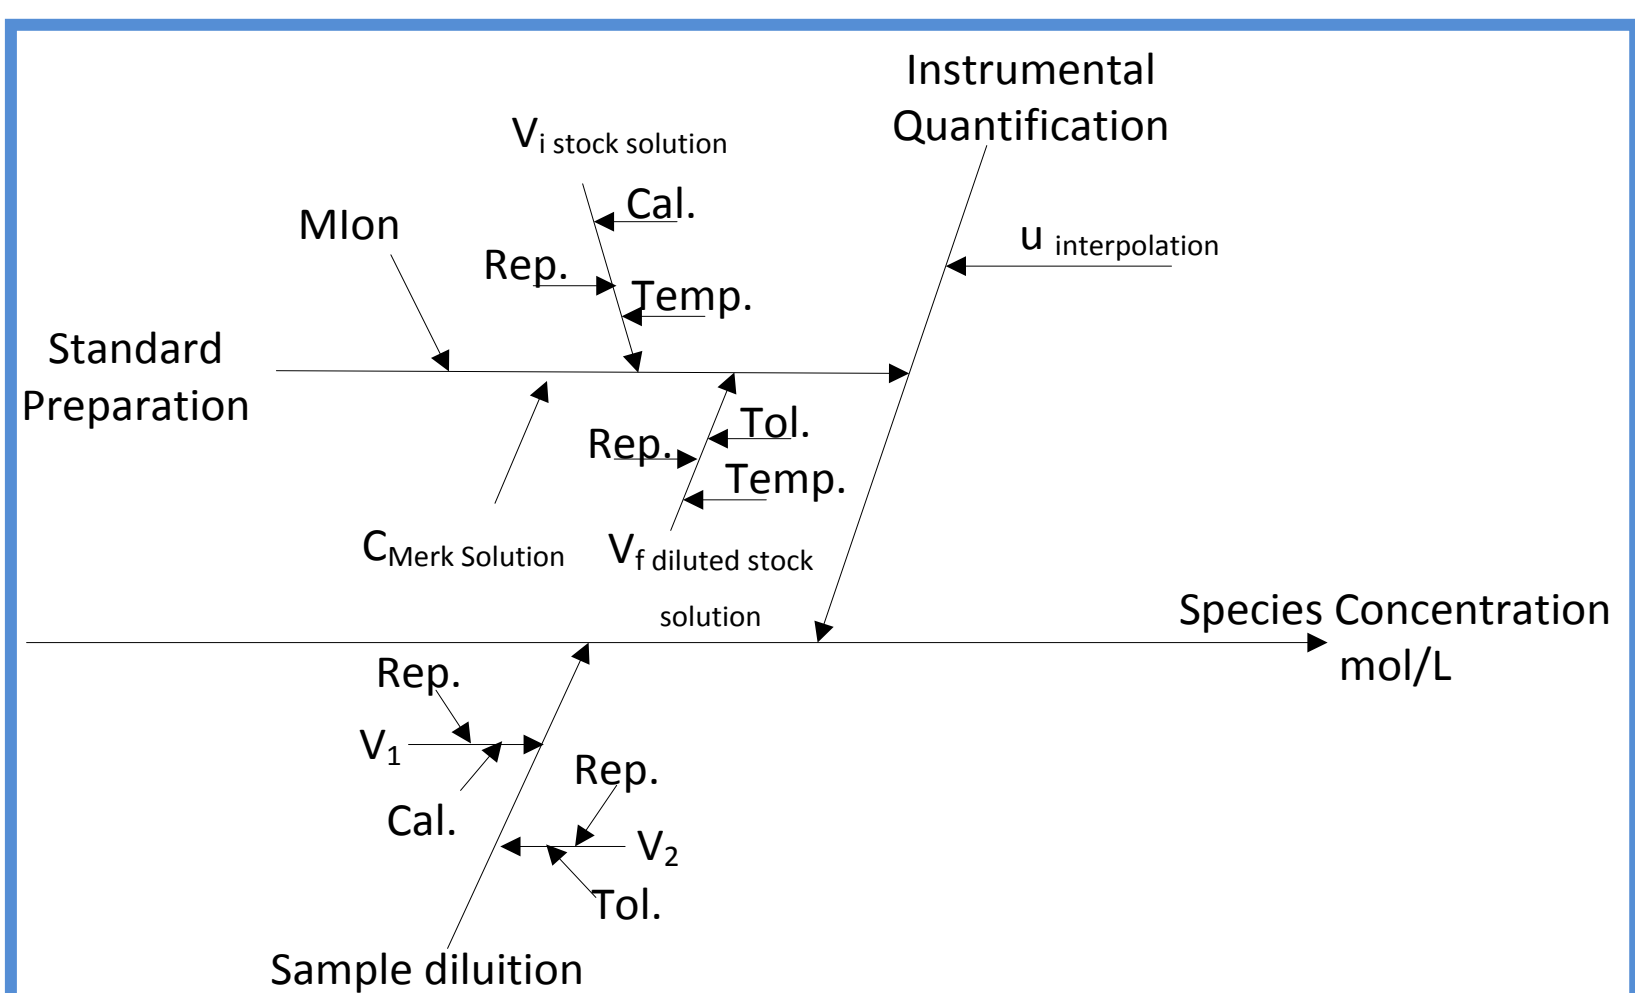 Instrumental
Quantification
V i stock solution
Cal.
MIon
u interpolation
Rep.
Temp.
Standard
Preparation
Tol.
Rep.
Temp.
CMerk Solution
Vf diluted stock
solution
Species Concentration
mol/L
Rep.
V1
Rep.
Cal.
V2
Tol.
Sample diluition